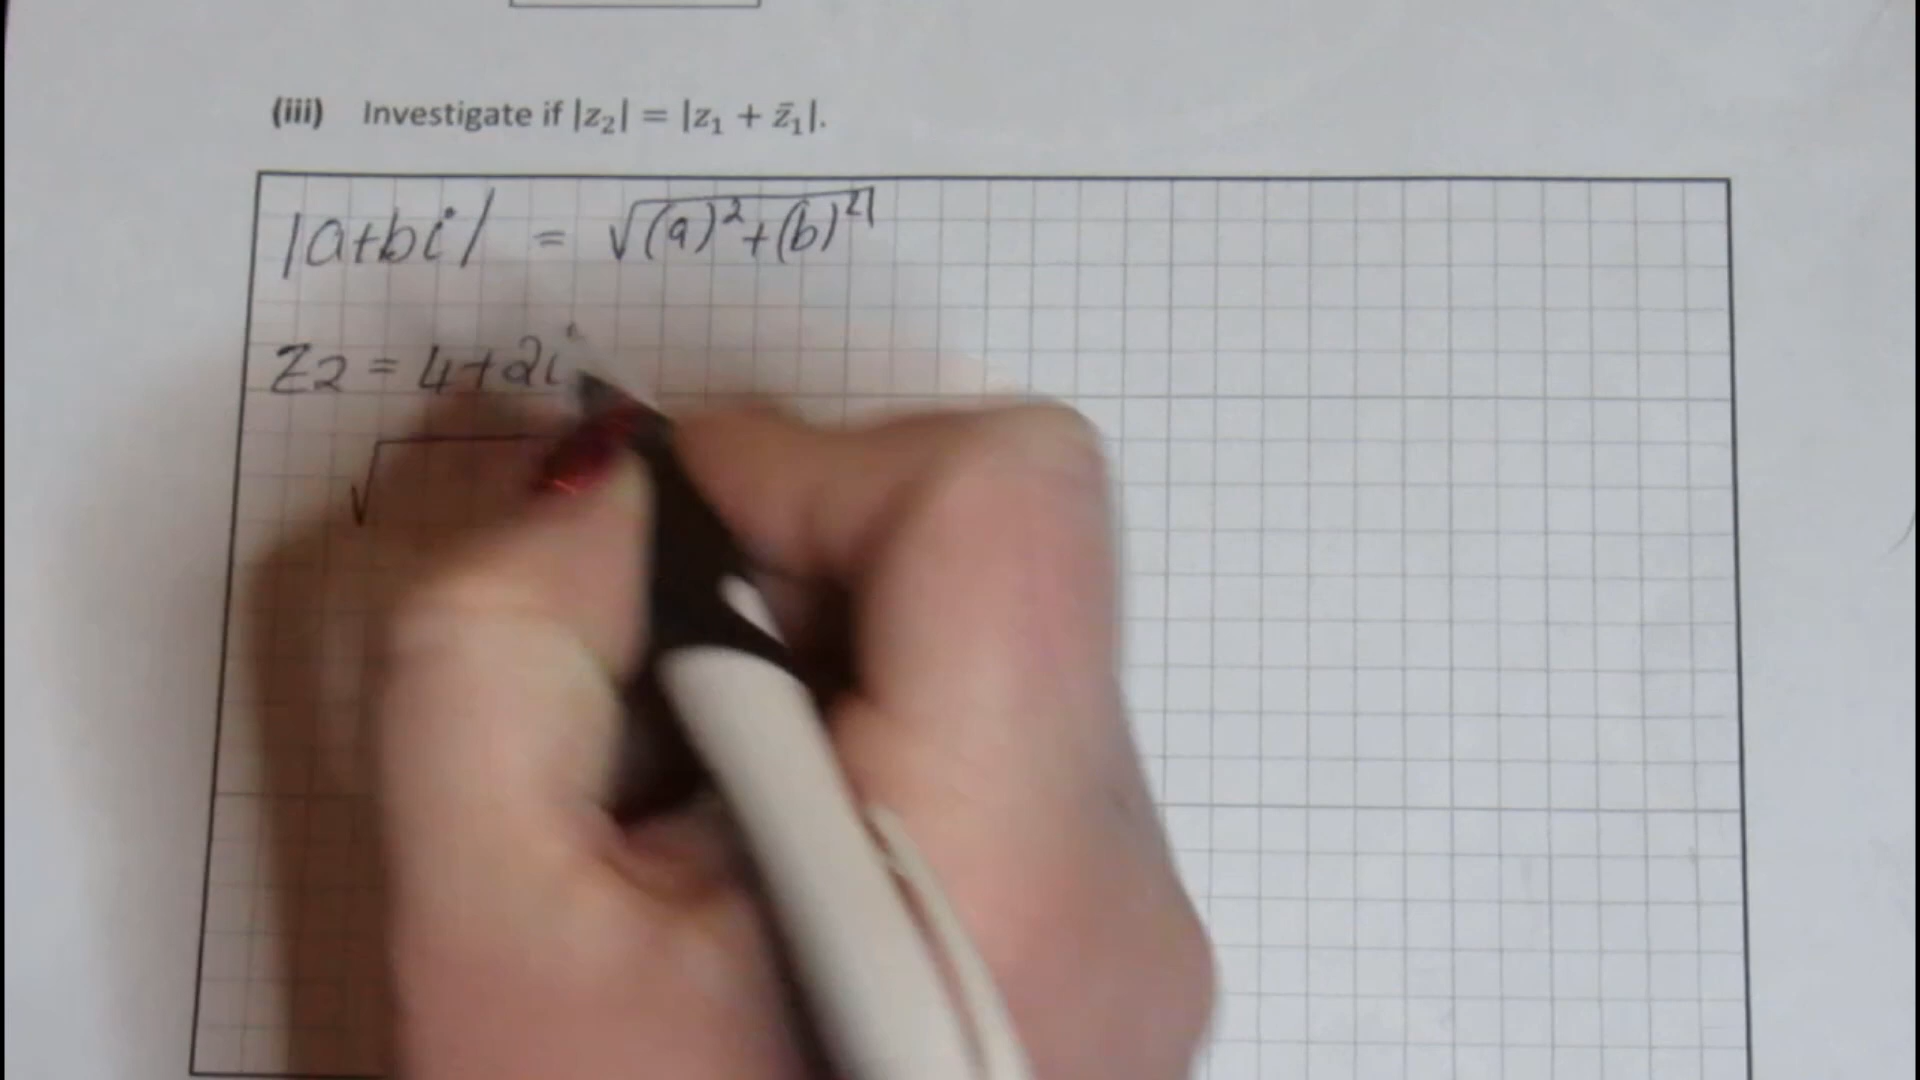 (iii) Investigate if |z₂| = |z₁ + z̄₁|.
|a+bi| = √(a)²+(b)²
Z2 = 4+2i
√